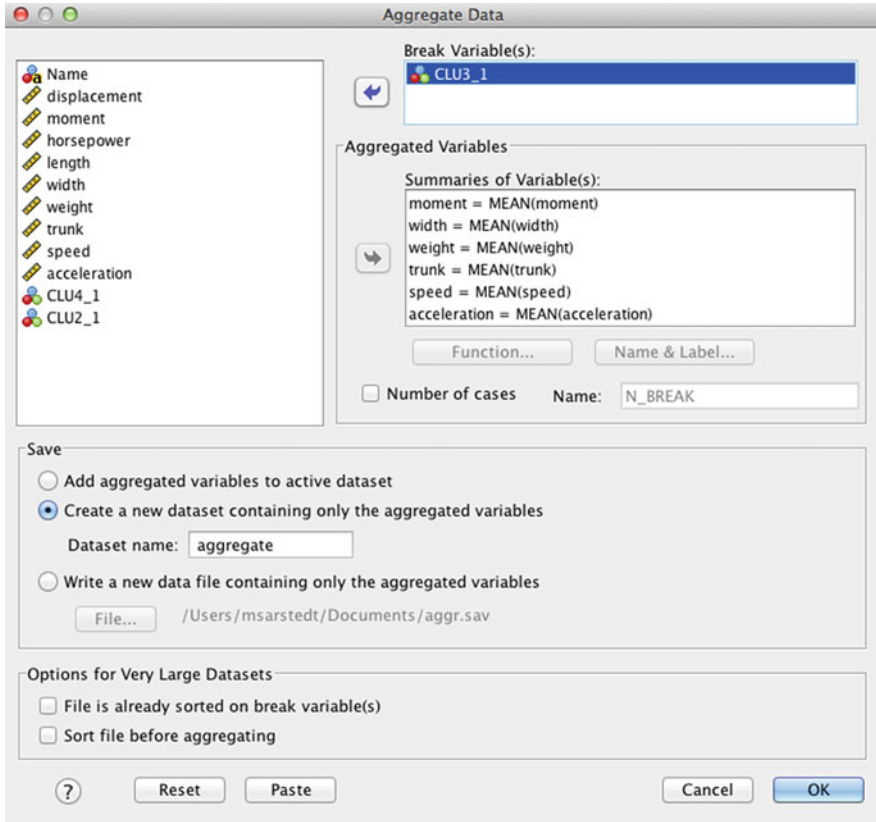 Aggregate Data
Name
displacement
moment
horsepower
length
width
weight
trunk
speed
acceleration
CLU4_1
CLU2_1
Break Variable(s):
CLU3_1
Aggregated Variables
Summaries of Variable(s):
moment = MEAN(moment)
width = MEAN(width)
weight = MEAN(weight)
trunk = MEAN(trunk)
speed = MEAN(speed)
acceleration = MEAN(acceleration)
Function... Name & Label...
Number of cases Name: N_BREAK
Save
Add aggregated variables to active dataset
Create a new dataset containing only the aggregated variables
Dataset name: aggregate
Write a new data file containing only the aggregated variables
File... /Users/msarstedt/Documents/aggr.sav
Options for Very Large Datasets
File is already sorted on break variable(s)
Sort file before aggregating
? Reset Paste Cancel OK